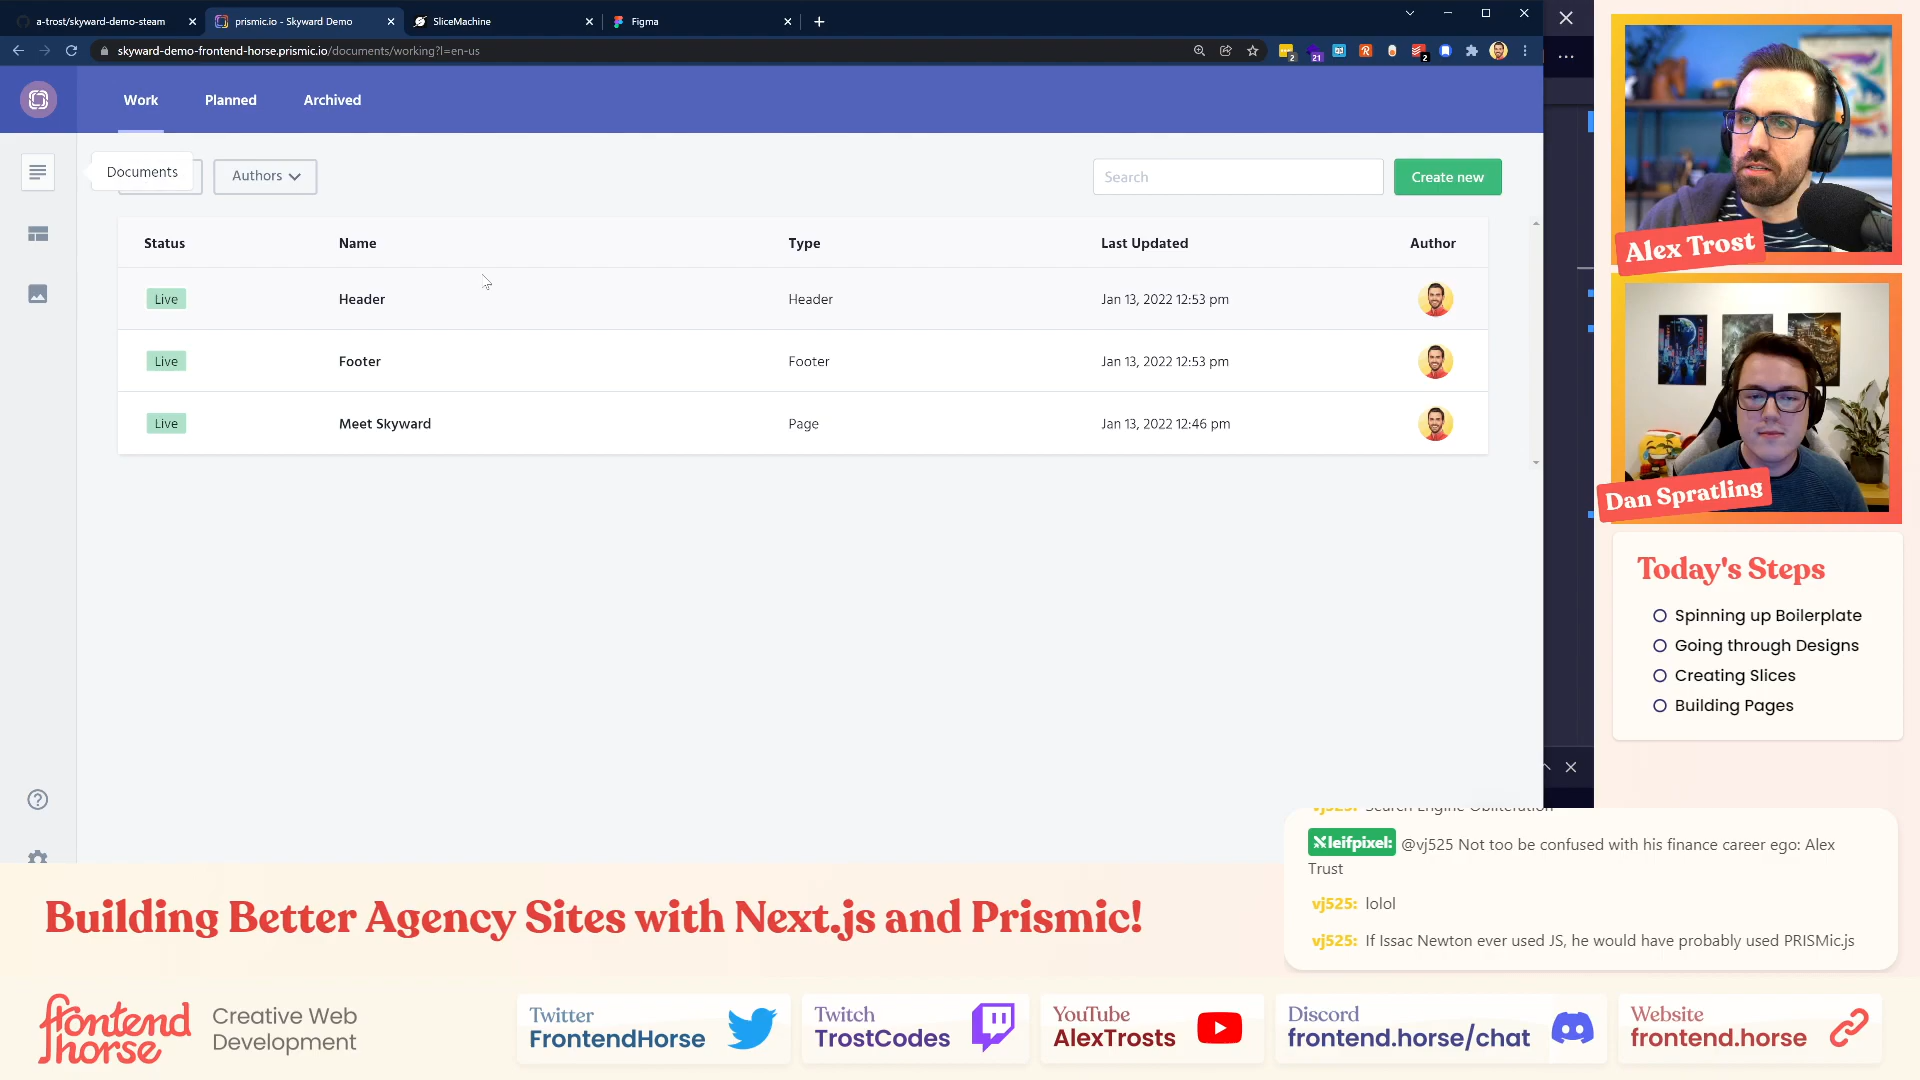 a-trost/skyward-demo-steam
prismic.io - Skyward Demo
SliceMachine
Figma
skyward-demo-frontend-horse.prismic.io/documents/working?l=en-us
2
21
2
Work
Planned
Archived
Documents
Authors
Search
Create new
Status
Name
Type
Last Updated
Author
Live
Header
Header
Jan 13, 2022 12:53 pm
Live
Footer
Footer
Jan 13, 2022 12:53 pm
Live
Meet Skyward
Page
Jan 13, 2022 12:46 pm
Alex Trost
Dan Spratling
Today's Steps
Spinning up Boilerplate
Going through Designs
Creating Slices
Building Pages
vj525: Search Engine Obliteration
leifpixel: @vj525 Not too be confused with his finance career ego: Alex
Trust
vj525: lolol
vj525: If Issac Newton ever used JS, he would have probably used PRISMic.js
Building Better Agency Sites with Next.js and Prismic!
frontend
horse
Creative Web
Development
Twitter
FrontendHorse
Twitch
TrostCodes
YouTube
AlexTrosts
Discord
frontend.horse/chat
Website
frontend.horse